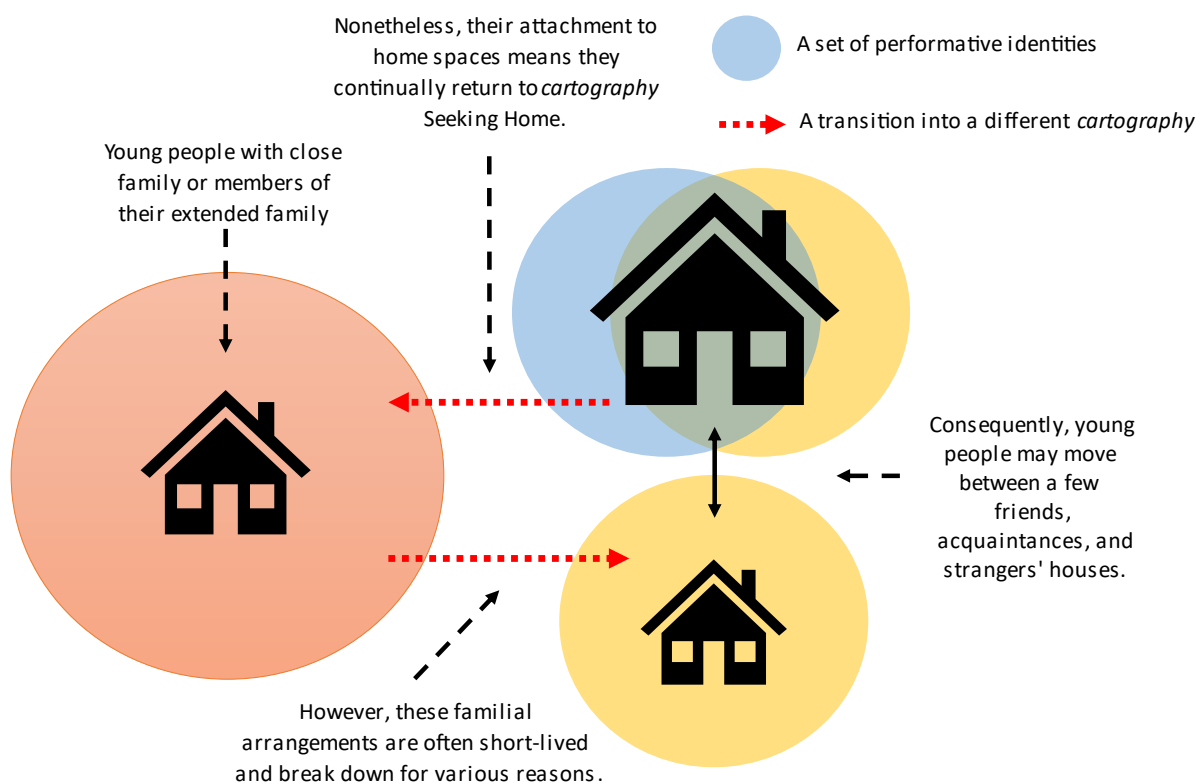 Nonetheless, their attachment
to home spaces means they
continually return to cartography
Seeking Home.
A set of performative identities
A transition into a different cartography
Young people with close
family or members of
their extended family
Consequently, young
people may move
between a few
friends,
acquaintances, and
strangers' houses.
However, these familial
arrangements are often short-lived
and break down for various reasons.